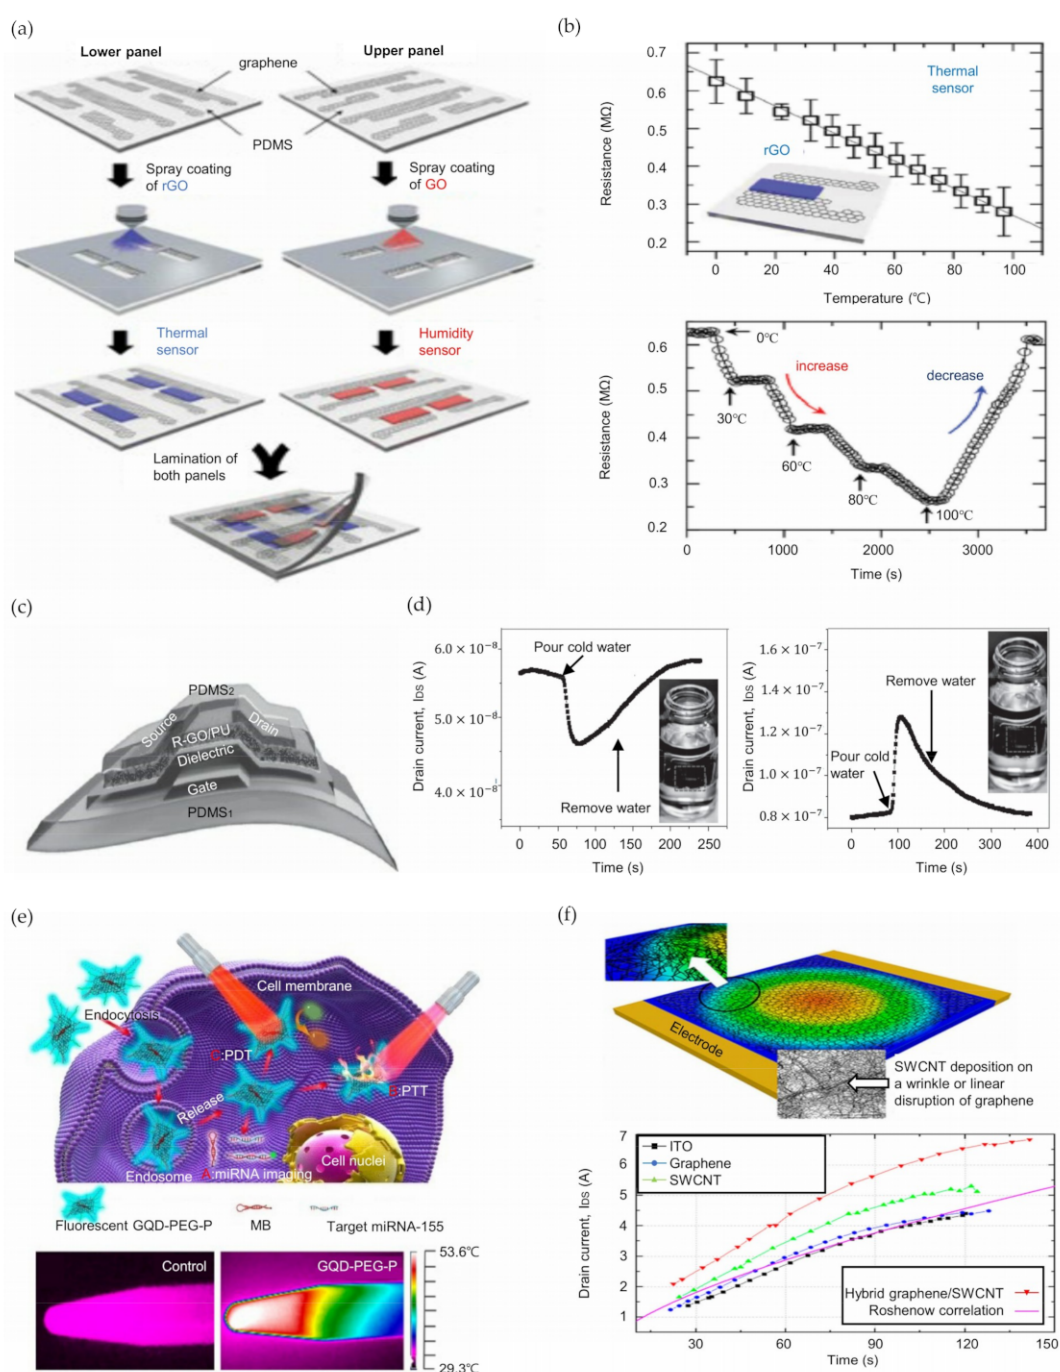 (a)
Lower panel
Upper panel
graphene
PDMS
Spray coating
of rGO
Spray coating
of GO
Thermal
sensor
Humidity
sensor
Lamination of
both panels
(b)
0.7
0.6
0.5
0.4
0.3
0.2
Resistance (MΩ)
Thermal
sensor
rGO
0 20 40 60 80 100
Temperature (℃)
0.6
0.5
0.4
0.3
0.2
Resistance (MΩ)
0℃
30℃
60℃
80℃
100℃
increase
decrease
0 1000 2000 3000
Time (s)
(c)
PDMS2
Source
Drain
R-GO/PU
Dielectric
Gate
PDMS1
(d)
6.0 × 10⁻⁸
5.0 × 10⁻⁸
4.0 × 10⁻⁸
Drain current, IDS (A)
Pour cold water
Remove water
0 50 100 150 200 250
Time (s)
1.6 × 10⁻⁷
1.4 × 10⁻⁷
1.2 × 10⁻⁷
1.0 × 10⁻⁷
0.8 × 10⁻⁷
Drain current, IDS (A)
Remove water
Pour cold
water
0 100 200 300 400
Time (s)
(e)
Endocytosis
Cell membrane
C:PDT
B:PTT
Release
A:miRNA imaging
Endosome
Cell nuclei
Fluorescent GQD-PEG-P
MB
Target miRNA-155
Control
GQD-PEG-P
53.6℃
29.3℃
(f)
Electrode
SWCNT deposition on
a wrinkle or linear
disruption of graphene
7
6
5
4
3
2
1
Drain current, IDS (A)
ITO
Graphene
SWCNT
Hybrid graphene/SWCNT
Roshenow correlation
30 60 90 120 150
Time (s)